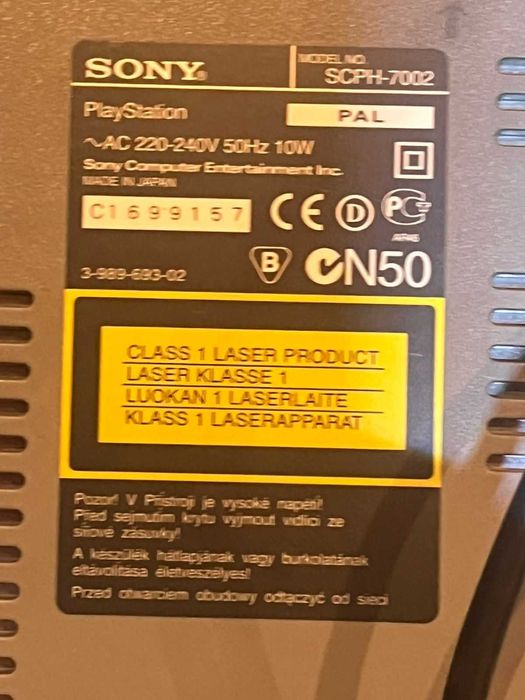 SONY®
MODEL NO.
SCPH-7002
PlayStation
PAL
~AC 220-240V 50Hz 10W
Sony Computer Entertainment Inc.
MADE IN JAPAN
C1699157
CE D PC
AR46
3-989-693-02
B
N50
CLASS 1 LASER PRODUCT
LASER KLASSE 1
LUOKAN 1 LASERLAITE
KLASS 1 LASERAPPARAT
Pozor! V Přístroji je vysoké napětí!
Před sejmutím krytu vyjmout vidlici ze
síťové zásuvky!
A készülék hátlapjának vagy burkolatának
eltávolítása életveszélyes!
Przed otwarciem obudowy odłączyć od sieci